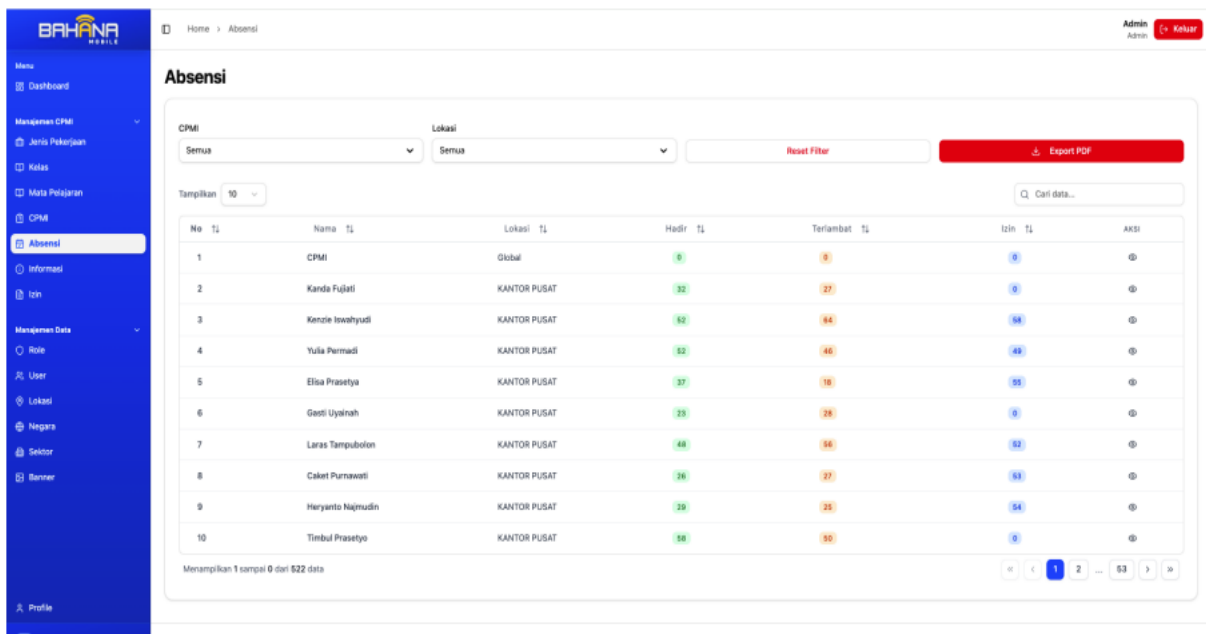 BAHANA
MOBILE
Home > Absensi
Admin
Admin
Keluar
Menu
Dashboard
Manajemen CPMI
Jenis Pekerjaan
Kelas
Mata Pelajaran
CPMI
Absensi
Informasi
Izin
Manajemen Data
Role
User
Lokasi
Negara
Sektor
Banner
Profile
Absensi
CPMI Lokasi
Semua Semua Reset Filter Export PDF
Tampilkan 10 Cari data...
No Nama Lokasi Hadir Terlambat Izin AKSI
1 CPMI Global 0 0 0
2 Kanda Fujiati KANTOR PUSAT 32 27 0
3 Kenzie Iswahyudi KANTOR PUSAT 52 64 58
4 Yulia Permadi KANTOR PUSAT 52 46 49
5 Elisa Prasetya KANTOR PUSAT 37 18 55
6 Gasti Uyainah KANTOR PUSAT 23 28 0
7 Laras Tampubolon KANTOR PUSAT 48 56 52
8 Caket Purnawati KANTOR PUSAT 26 27 53
9 Heryanto Najmudin KANTOR PUSAT 39 25 54
10 Timbul Prasetyo KANTOR PUSAT 58 50 0
Menampilkan 1 sampai 0 dari 522 data « < 1 2 ... 53 > »